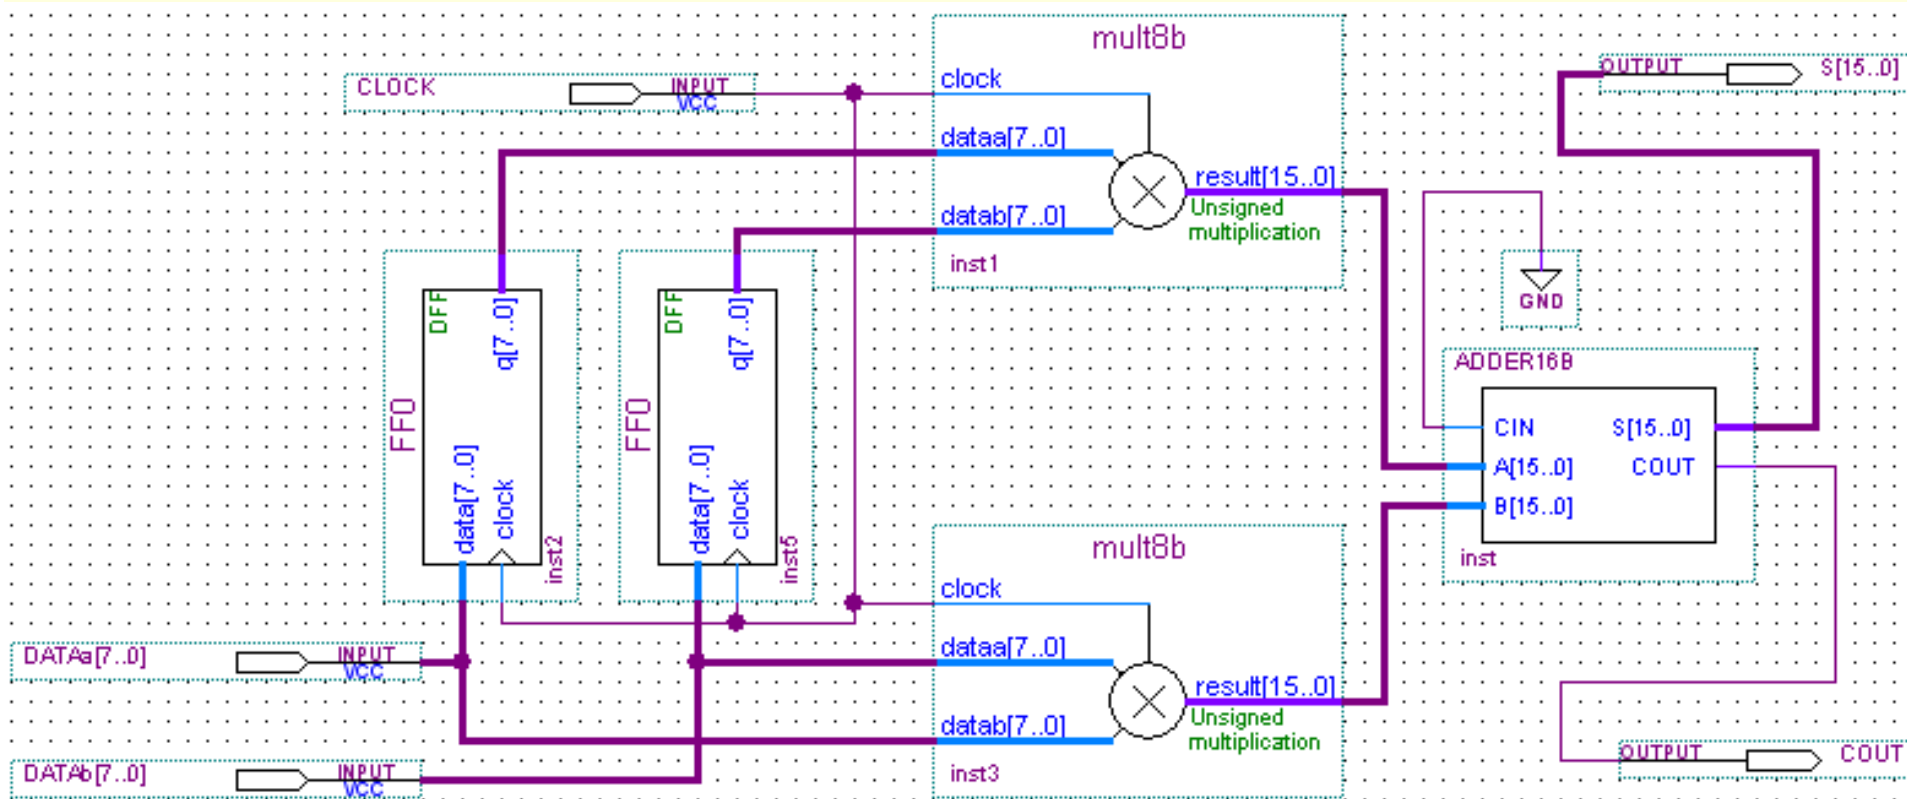 mult8b
CLOCK
INPUT
VCC
clock
dataa[7..0]
datab[7..0]
result[15..0]
Unsigned
multiplication
inst1
OUTPUT
S[15..0]
GND
DFF
q[7..0]
FF0
data[7..0]
clock
inst2
DFF
q[7..0]
FF0
data[7..0]
clock
inst5
ADDER16B
CIN
S[15..0]
A[15..0]
COUT
B[15..0]
inst
mult8b
clock
dataa[7..0]
datab[7..0]
result[15..0]
Unsigned
multiplication
inst3
DATAa[7..0]
INPUT
VCC
DATAb[7..0]
INPUT
VCC
OUTPUT
COUT